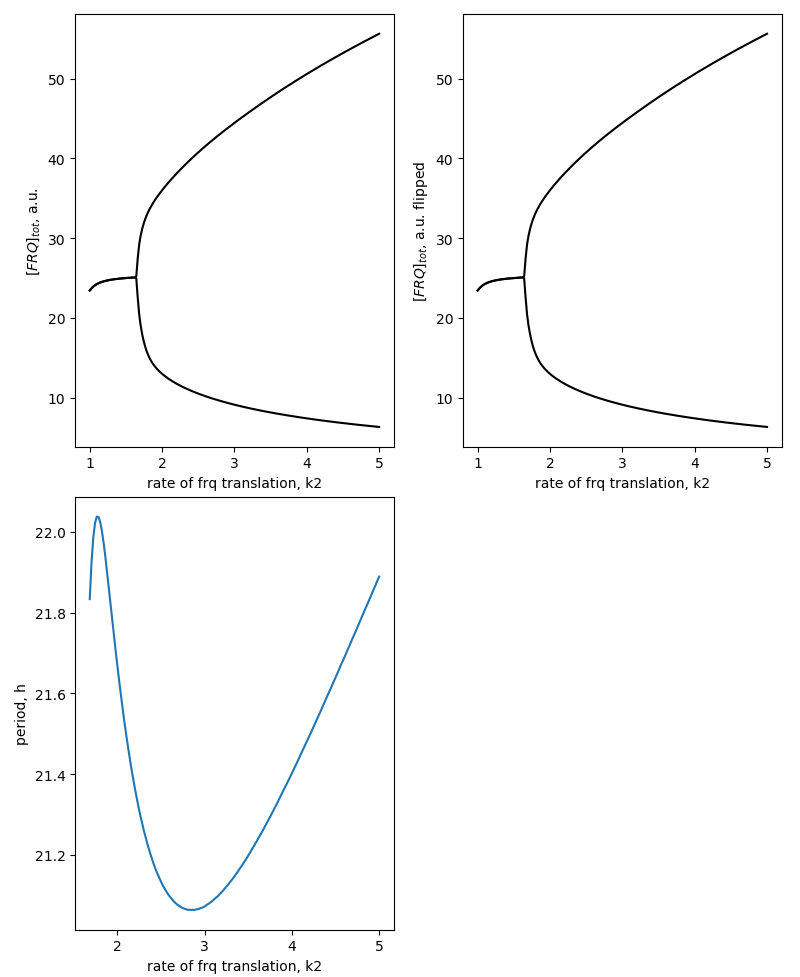 [FRQ]tot, a.u.
50
40
30
20
10
1 2 3 4 5
rate of frq translation, k2
[FRQ]tot, a.u. flipped
50
40
30
20
10
1 2 3 4 5
rate of frq translation, k2
period, h
22.0
21.8
21.6
21.4
21.2
2 3 4 5
rate of frq translation, k2